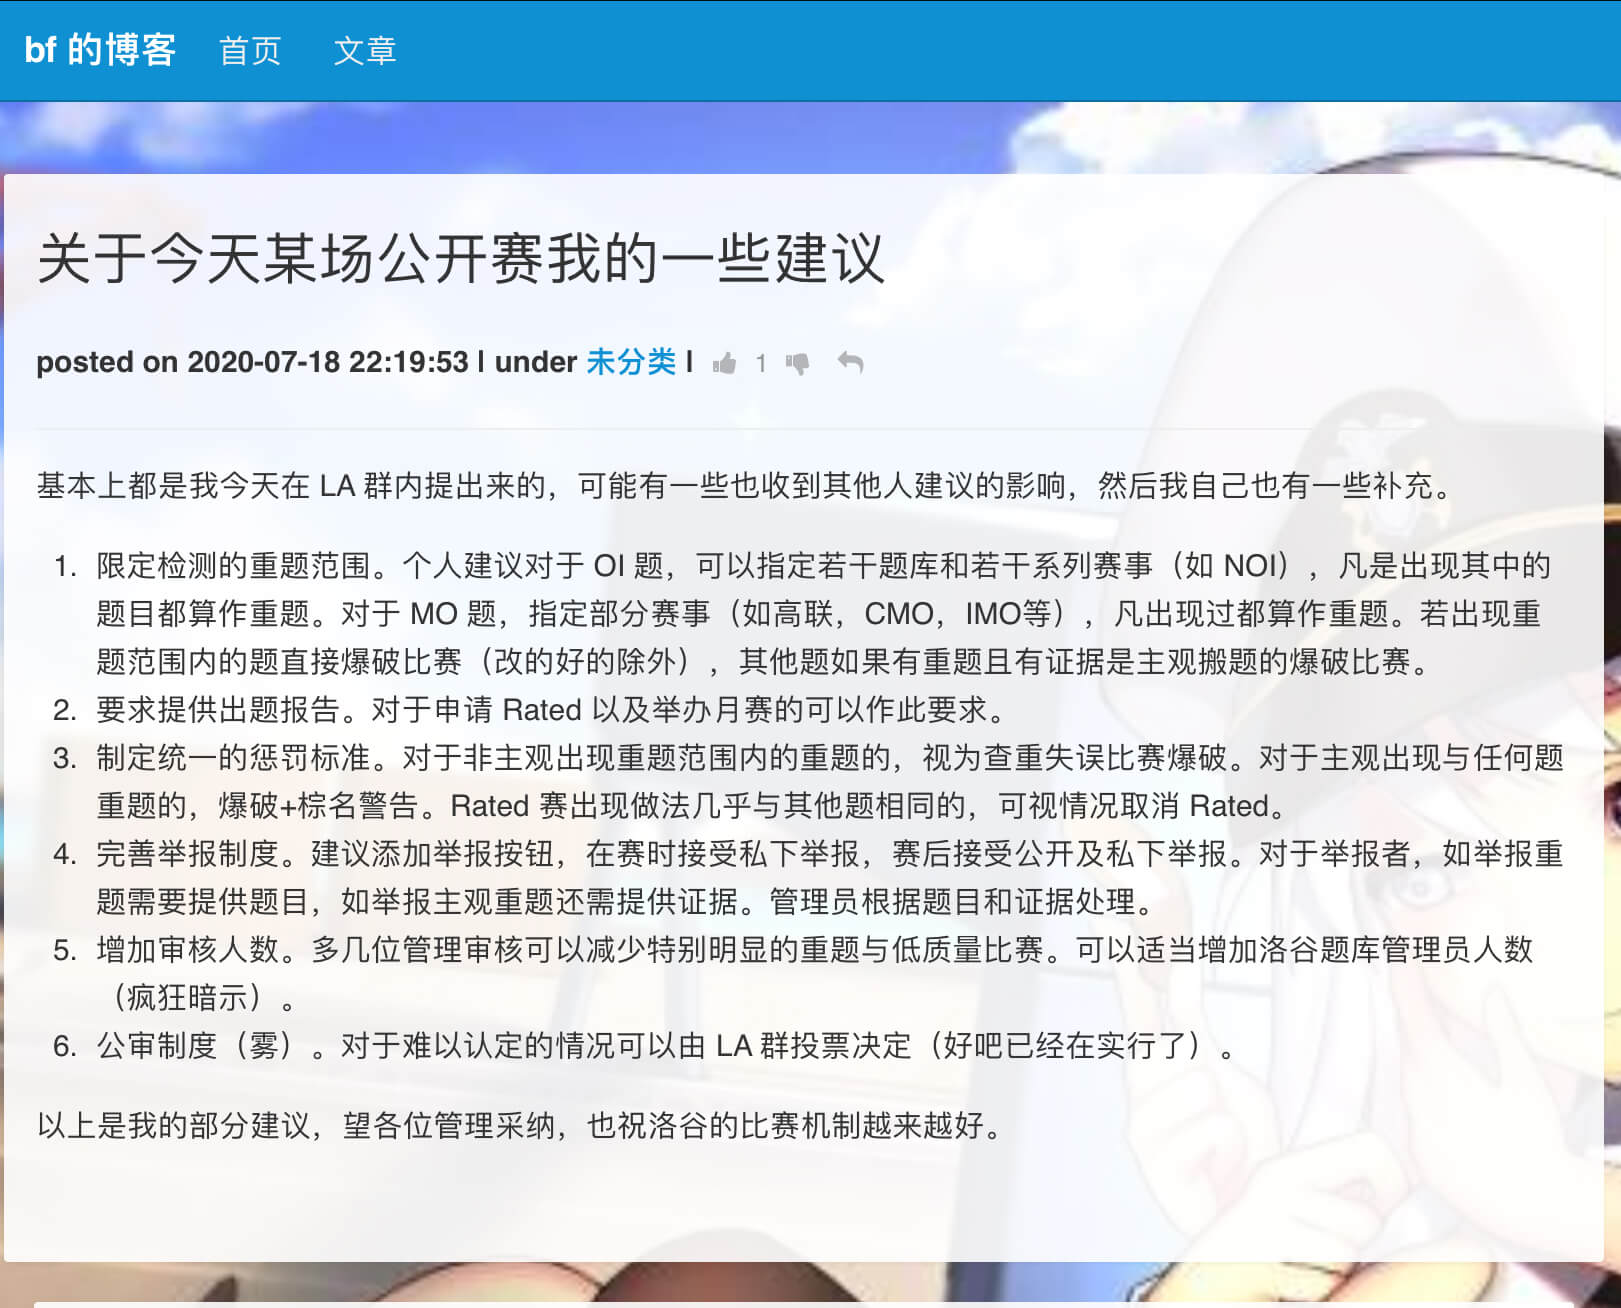 bf 的博客 首页 文章
关于今天某场公开赛我的一些建议
posted on 2020-07-18 22:19:53 | under 未分类 | 1
基本上都是我今天在 LA 群内提出来的，可能有一些也收到其他人建议的影响，然后我自己也有一些补充。
1. 限定检测的重题范围。个人建议对于 OI 题，可以指定若干题库和若干系列赛事（如 NOI），凡是出现其中的
题目都算作重题。对于 MO 题，指定部分赛事（如高联，CMO，IMO等），凡出现过都算作重题。若出现重
题范围内的题直接爆破比赛（改的好的除外），其他题如果有重题且有证据是主观搬题的爆破比赛。
2. 要求提供出题报告。对于申请 Rated 以及举办月赛的可以作此要求。
3. 制定统一的惩罚标准。对于非主观出现重题范围内的重题的，视为查重失误比赛爆破。对于主观出现与任何题
重题的，爆破+棕名警告。Rated 赛出现做法几乎与其他题相同的，可视情况取消 Rated。
4. 完善举报制度。建议添加举报按钮，在赛时接受私下举报，赛后接受公开及私下举报。对于举报者，如举报重
题需要提供题目，如举报主观重题还需提供证据。管理员根据题目和证据处理。
5. 增加审核人数。多几位管理审核可以减少特别明显的重题与低质量比赛。可以适当增加洛谷题库管理员人数
（疯狂暗示）。
6. 公审制度（雾）。对于难以认定的情况可以由 LA 群投票决定（好吧已经在实行了）。
以上是我的部分建议，望各位管理采纳，也祝洛谷的比赛机制越来越好。